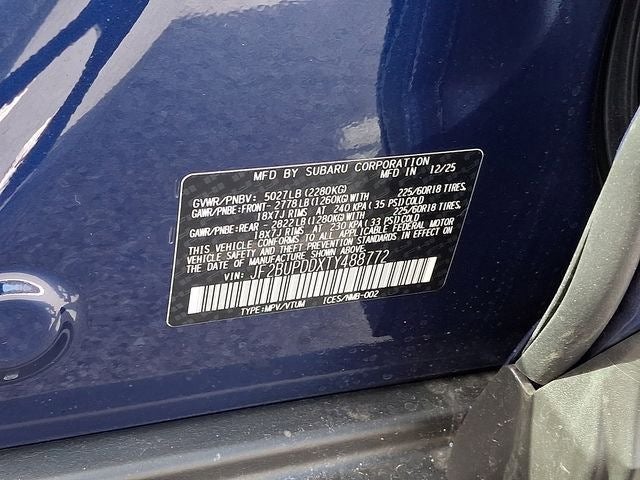 MFD BY SUBARU CORPORATION
MFD IN 12/25
GVWR/PNBV: 5027LB(2280KG)
GAWR/PNBE:FRONT-2778LB(1260KG)WITH 225/60R18 TIRES,
18X7J RIMS AT 240 KPA(35 PSI)COLD
GAWR/PNBE:REAR -2822LB(1280KG)WITH 225/60R18 TIRES,
18X7J RIMS AT 230 KPA(33 PSI)COLD
THIS VEHICLE CONFORMS TO ALL APPLICABLE FEDERAL MOTOR
VEHICLE SAFETY AND THEFT PREVENTION STANDARDS IN EFFECT ON
THE DATE OF MANUFACTURE SHOWN ABOVE.
VIN: JF2BUPDDXTY488772
TYPE:MPV/VTUM ICES/NMB-002